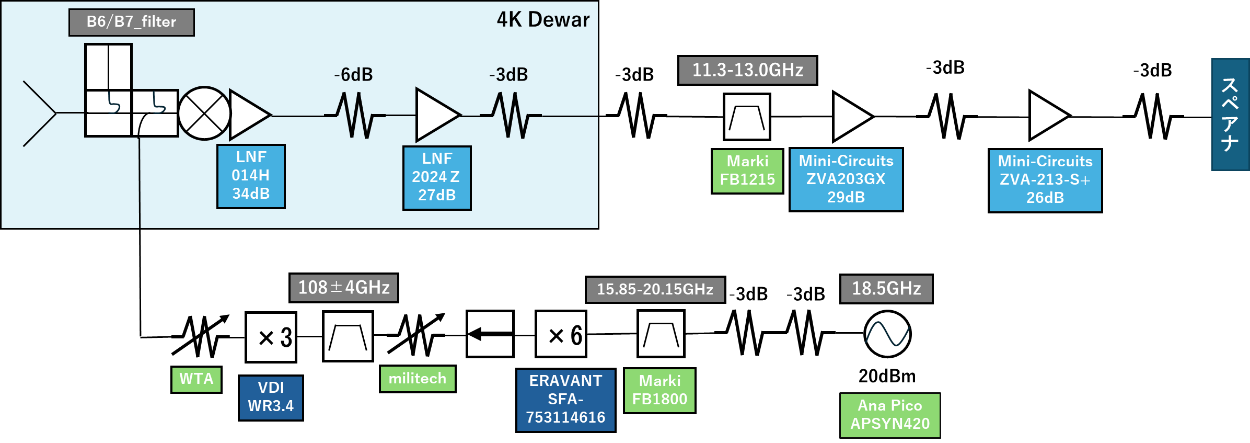 B6/B7_filter
4K Dewar
-6dB
-3dB
-3dB
11.3-13.0GHz
-3dB
-3dB
スペアナ
LNF
014H
34dB
LNF
2024 Z
27dB
Marki
FB1215
Mini-Circuits
ZVA203GX
29dB
Mini-Circuits
ZVA-213-S+
26dB
108±4GHz
15.85-20.15GHz
-3dB
-3dB
18.5GHz
×3
×6
WTA
VDI
WR3.4
militech
ERAVANT
SFA-
753114616
Marki
FB1800
20dBm
Ana Pico
APSYN420